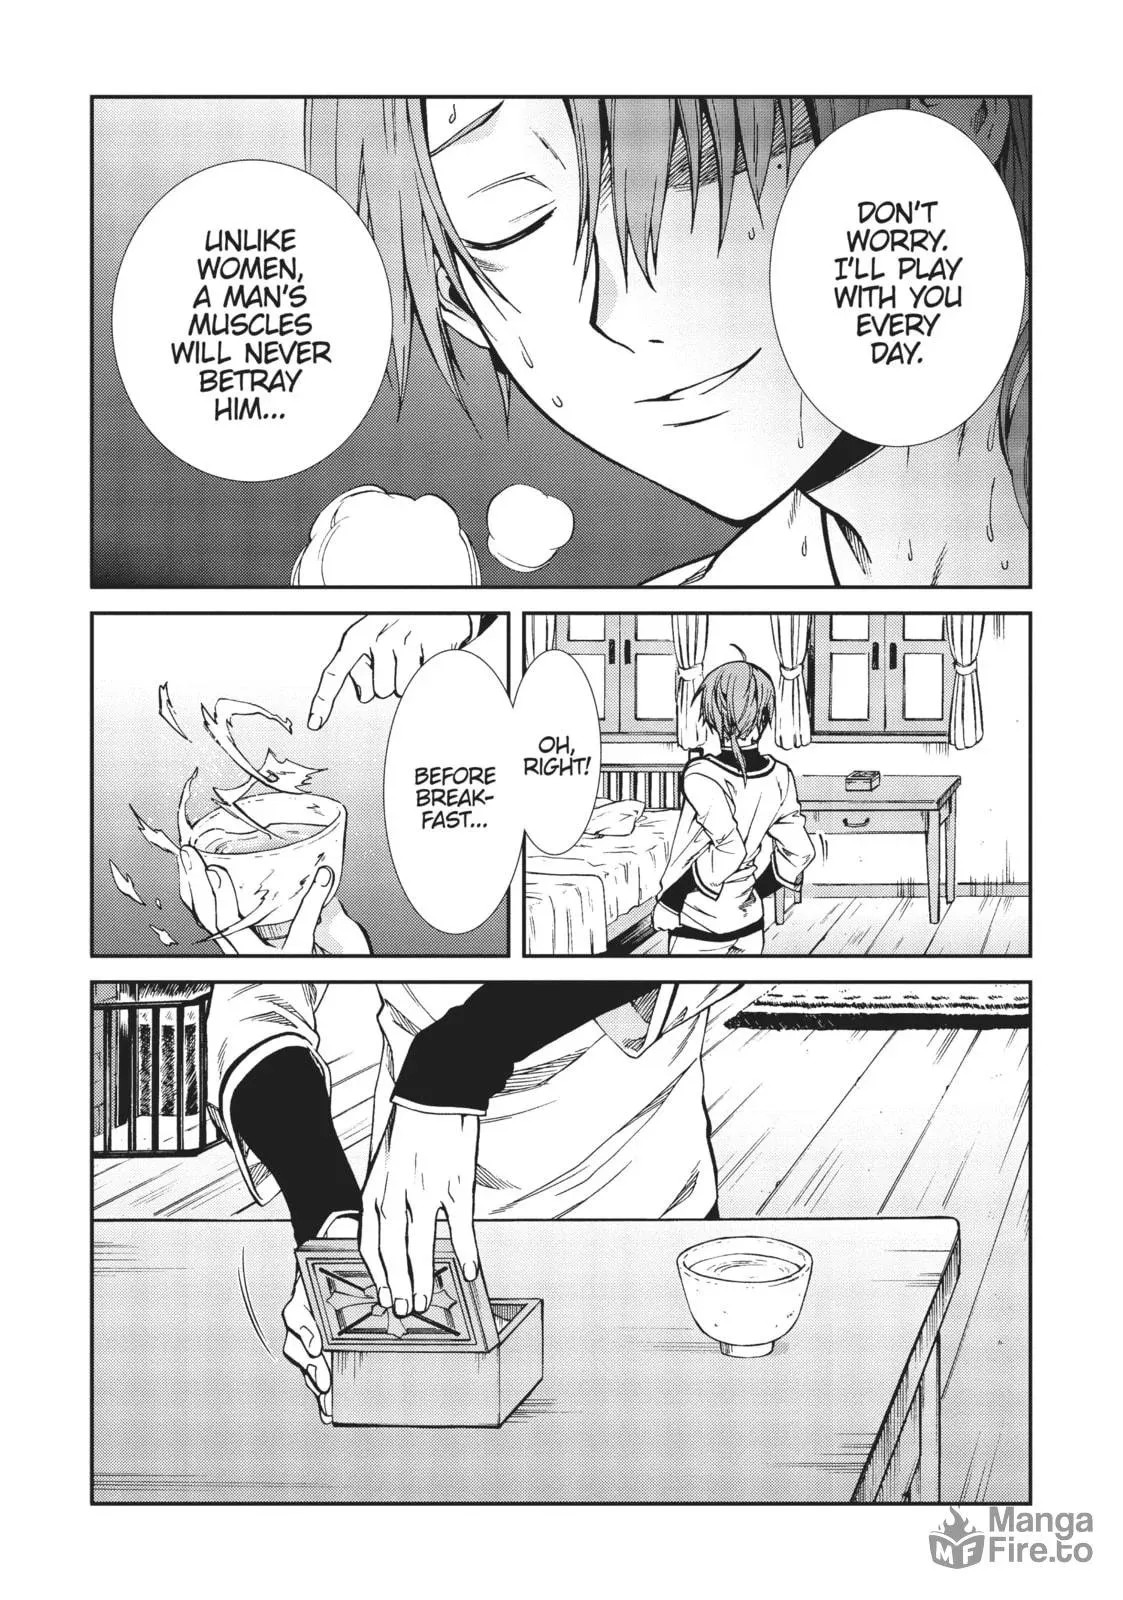 DON'T
WORRY.
I'LL PLAY
WITH YOU
EVERY
DAY.
UNLIKE
WOMEN,
A MAN'S
MUSCLES
WILL NEVER
BETRAY
HIM...
OH,
RIGHT!
BEFORE
BREAK-
FAST...
Manga
MF Fire.to